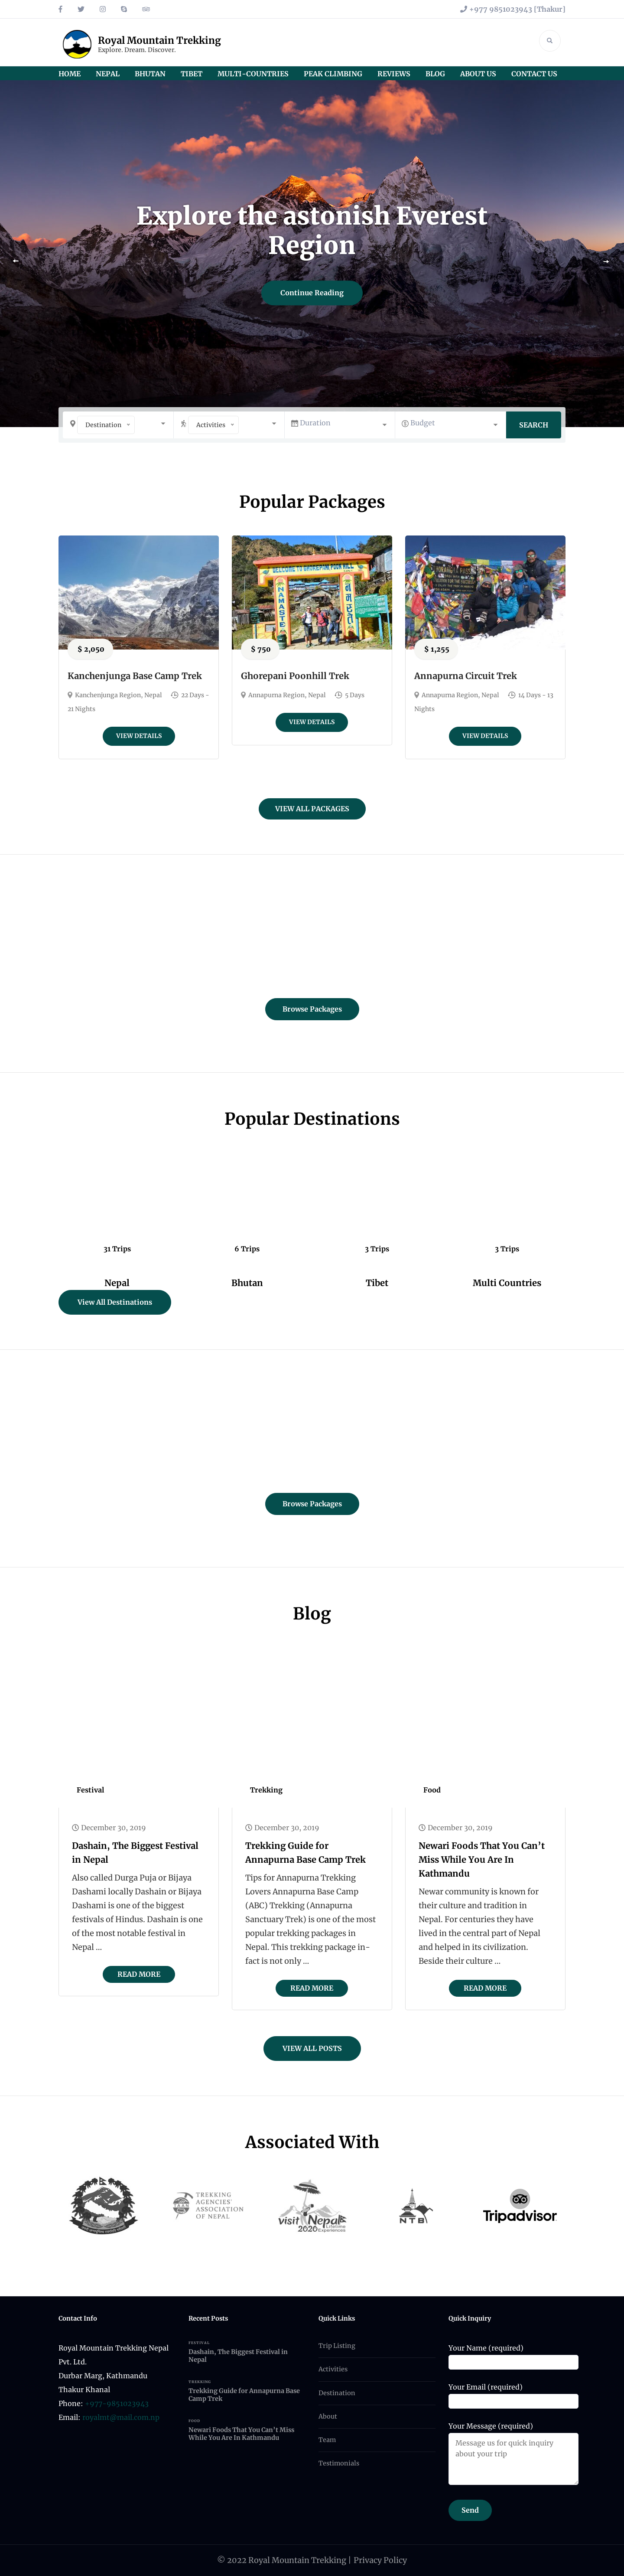 +977 9851023943 [Thakur]
Royal Mountain Trekking
Explore. Dream. Discover.
HOME NEPAL BHUTAN TIBET MULTI-COUNTRIES PEAK CLIMBING REVIEWS BLOG ABOUT US CONTACT US
Explore the astonish Everest
Region
Continue Reading
Destination Activities Duration Budget SEARCH
Popular Packages
NAMASTE
$ 2,050
Kanchenjunga Base Camp Trek
Kanchenjunga Region, Nepal 22 Days -
21 Nights
VIEW DETAILS
$ 750
Ghorepani Poonhill Trek
Annapurna Region, Nepal 5 Days
VIEW DETAILS
$ 1,255
Annapurna Circuit Trek
Annapurna Region, Nepal 14 Days - 13
Nights
VIEW DETAILS
VIEW ALL PACKAGES
Browse Packages
Popular Destinations
31 Trips 6 Trips 3 Trips 3 Trips
Nepal Bhutan Tibet Multi Countries
View All Destinations
Browse Packages
Blog
Festival
December 30, 2019
Dashain, The Biggest Festival
in Nepal
Also called Durga Puja or Bijaya
Dashami locally Dashain or Bijaya
Dashami is one of the biggest
festivals of Hindus. Dashain is one
of the most notable festival in
Nepal ...
READ MORE
Trekking
December 30, 2019
Trekking Guide for
Annapurna Base Camp Trek
Tips for Annapurna Trekking
Lovers Annapurna Base Camp
(ABC) Trekking (Annapurna
Sanctuary Trek) is one of the most
popular trekking packages in
Nepal. This trekking package in-
fact is not only ...
READ MORE
Food
December 30, 2019
Newari Foods That You Can't
Miss While You Are In
Kathmandu
Newar community is known for
their culture and tradition in
Nepal. For centuries they have
lived in the central part of Nepal
and helped in its civilization.
Beside their culture ...
READ MORE
VIEW ALL POSTS
Associated With
TREKKING
AGENCIES'
ASSOCIATION
OF NEPAL
visit Nepal
2020 Lifetime
Experiences
NTB
Tripadvisor
Contact Info
Royal Mountain Trekking Nepal
Pvt. Ltd.
Durbar Marg, Kathmandu
Thakur Khanal
Phone: +977-9851023943
Email: royalmt@mail.com.np
Recent Posts
FESTIVAL
Dashain, The Biggest Festival in
Nepal
TREKKING
Trekking Guide for Annapurna Base
Camp Trek
FOOD
Newari Foods That You Can't Miss
While You Are In Kathmandu
Quick Links
Trip Listing
Activities
Destination
About
Team
Testimonials
Quick Inquiry
Your Name (required)
Your Email (required)
Your Message (required)
Message us for quick inquiry
about your trip
Send
© 2022 Royal Mountain Trekking | Privacy Policy